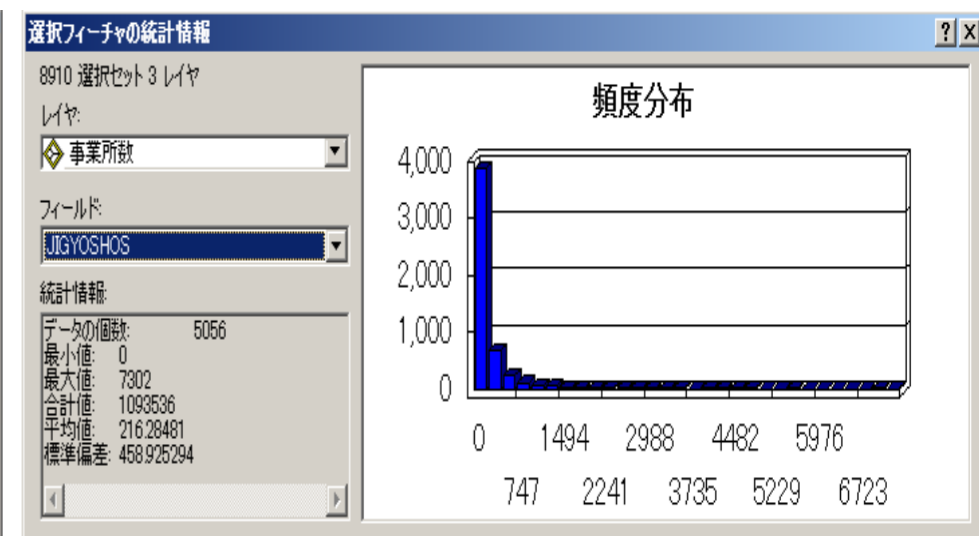 選択フィーチャの統計情報
? X
8910 選択セット 3 レイヤ
レイヤ:
事業所数
フィールド:
JIGYOSHOS
統計情報:
データの個数: 5056
最小値: 0
最大値: 7302
合計値: 1093536
平均値: 216.28481
標準偏差: 458.925294
頻度分布
4,000
3,000
2,000
1,000
0
0 1494 2988 4482 5976
747 2241 3735 5229 6723